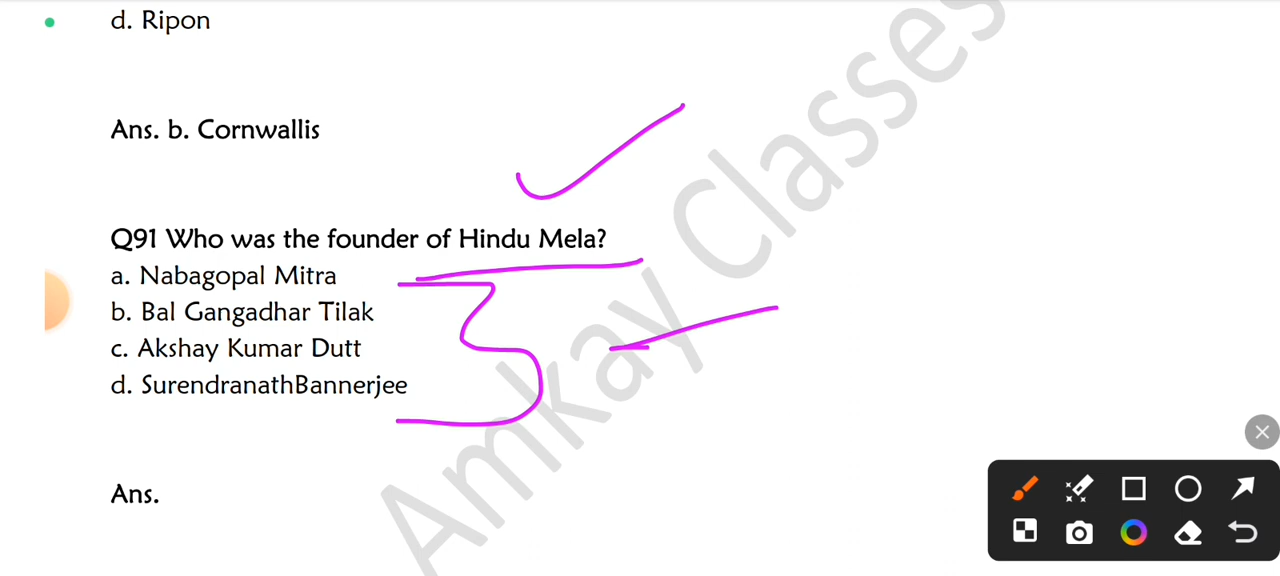 d. Ripon
Ans. b. Cornwallis
Q91 Who was the founder of Hindu Mela?
a. Nabagopal Mitra
b. Bal Gangadhar Tilak
c. Akshay Kumar Dutt
d. SurendranathBannerjee
Ans.
Amkay Classes